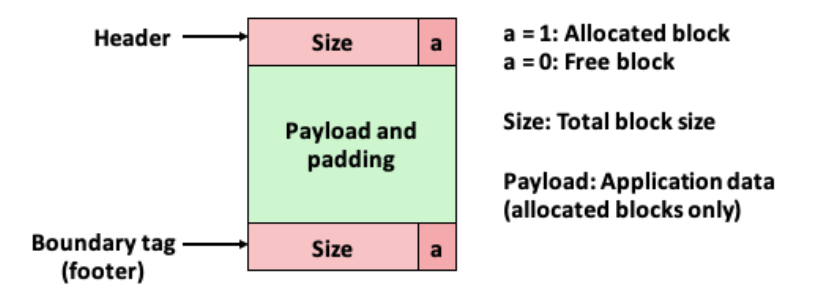 Header
Size
a
a = 1: Allocated block
a = 0: Free block
Size: Total block size
Payload and
padding
Payload: Application data
(allocated blocks only)
Boundary tag
(footer)
Size
a